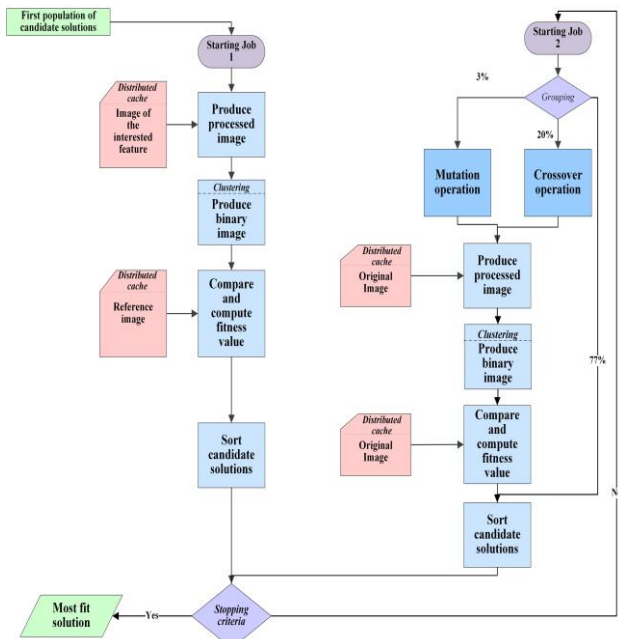 First population of
candidate solutions
Starting Job
1
Distributed
cache
Image of
the
interested
feature
Produce
processed
image
Clustering
Produce
binary
image
Distributed
cache
Reference
image
Compare
and
compute
fitness
value
Sort
candidate
solutions
Most fit
solution
Yes
Stopping
criteria
Starting Job
2
Grouping
3%
20%
Mutation
operation
Crossover
operation
Distributed
cache
Original
Image
Produce
processed
image
Clustering
Produce
binary
image
77%
Distributed
cache
Original
Image
Compare
and
compute
fitness
value
Sort
candidate
solutions
N